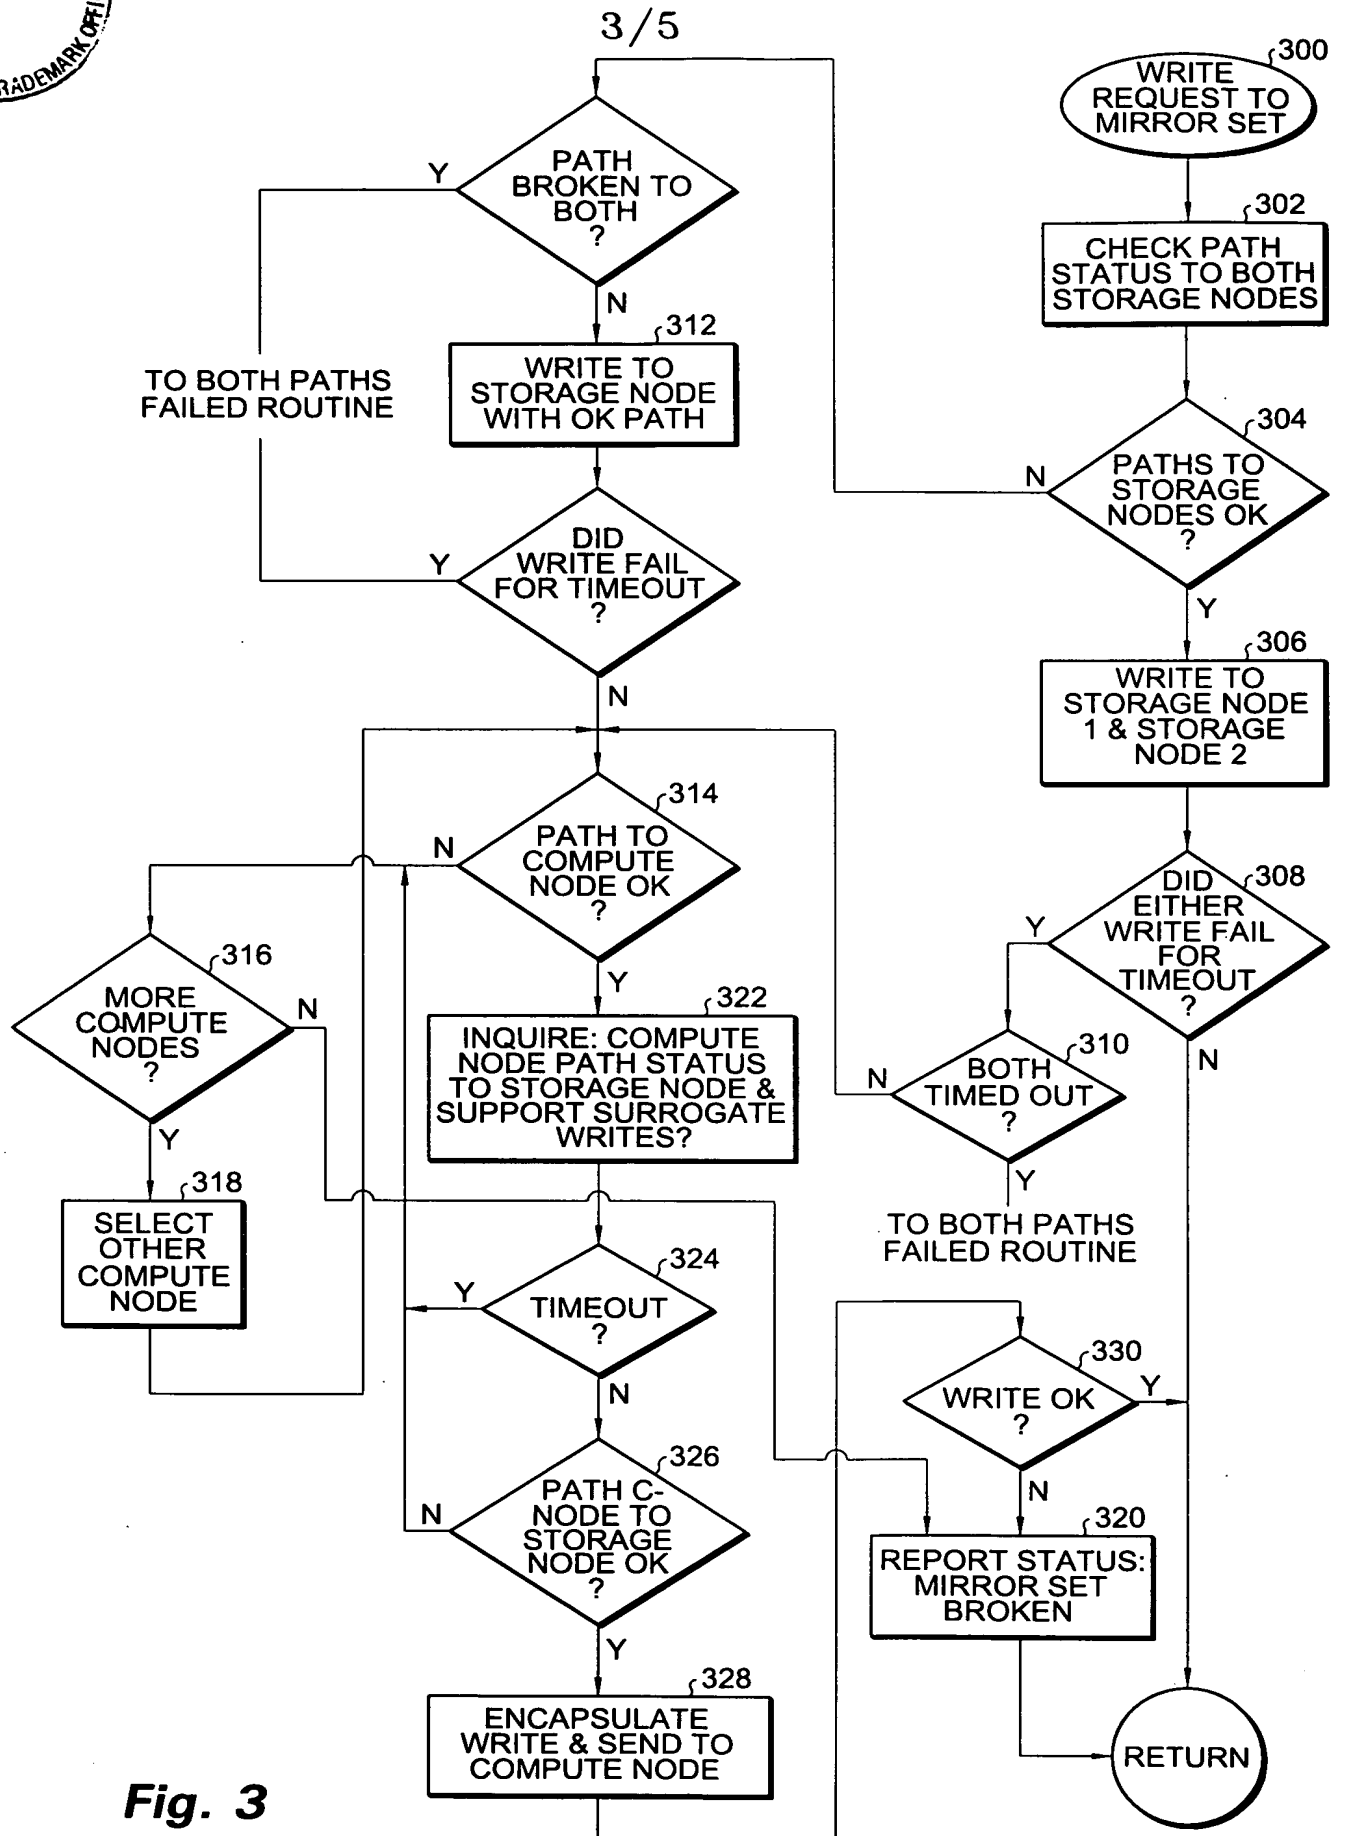 RADEMARK OFFI
3/5
300
WRITE
REQUEST TO
MIRROR SET
302
CHECK PATH
STATUS TO BOTH
STORAGE NODES
304
PATHS TO
STORAGE
NODES OK
?
N
Y
306
WRITE TO
STORAGE NODE
1 & STORAGE
NODE 2
308
DID
EITHER
WRITE FAIL
FOR
TIMEOUT
?
Y
N
310
BOTH
TIMED OUT
?
N
Y
TO BOTH PATHS
FAILED ROUTINE
PATH
BROKEN TO
BOTH
?
Y
N
TO BOTH PATHS
FAILED ROUTINE
312
WRITE TO
STORAGE NODE
WITH OK PATH
DID
WRITE FAIL
FOR TIMEOUT
?
Y
N
314
PATH TO
COMPUTE
NODE OK
?
N
Y
316
MORE
COMPUTE
NODES
?
N
Y
318
SELECT
OTHER
COMPUTE
NODE
322
INQUIRE: COMPUTE
NODE PATH STATUS
TO STORAGE NODE &
SUPPORT SURROGATE
WRITES?
324
TIMEOUT
?
Y
N
326
PATH C-
NODE TO
STORAGE
NODE OK
?
N
Y
328
ENCAPSULATE
WRITE & SEND TO
COMPUTE NODE
330
WRITE OK
?
Y
N
320
REPORT STATUS:
MIRROR SET
BROKEN
RETURN
Fig. 3